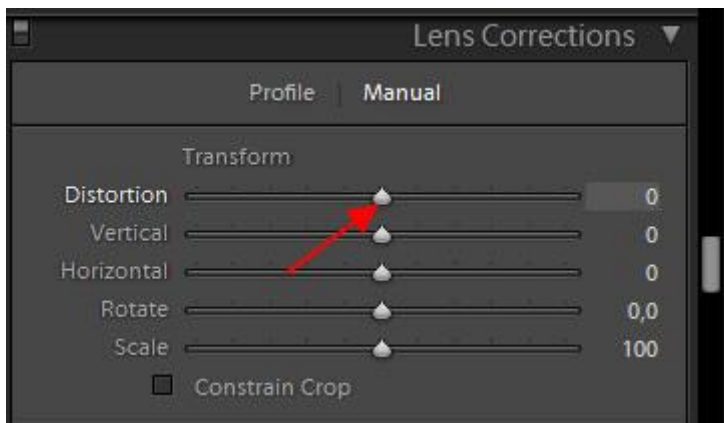 Lens Corrections
Profile Manual
Transform
Distortion 0
Vertical 0
Horizontal 0
Rotate 0,0
Scale 100
Constrain Crop